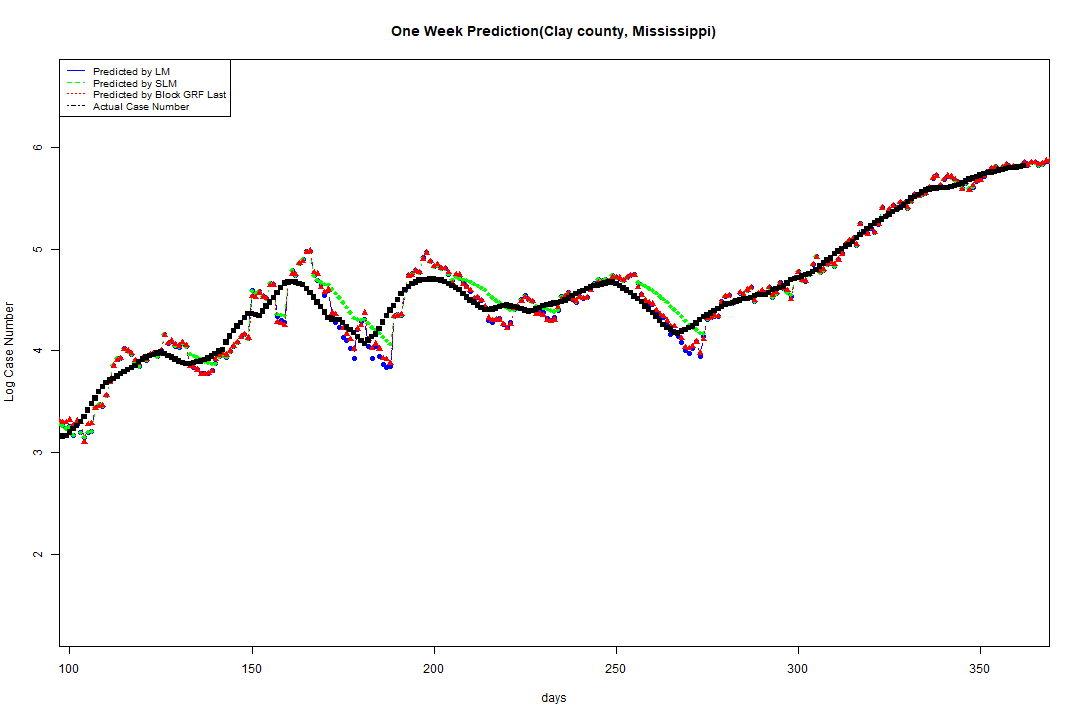 One Week Prediction(Clay county, Mississippi)
Predicted by LM
Predicted by SLM
Predicted by Block GRF Last
Actual Case Number
6
5
4
3
2
Log Case Number
100 150 200 250 300 350
days